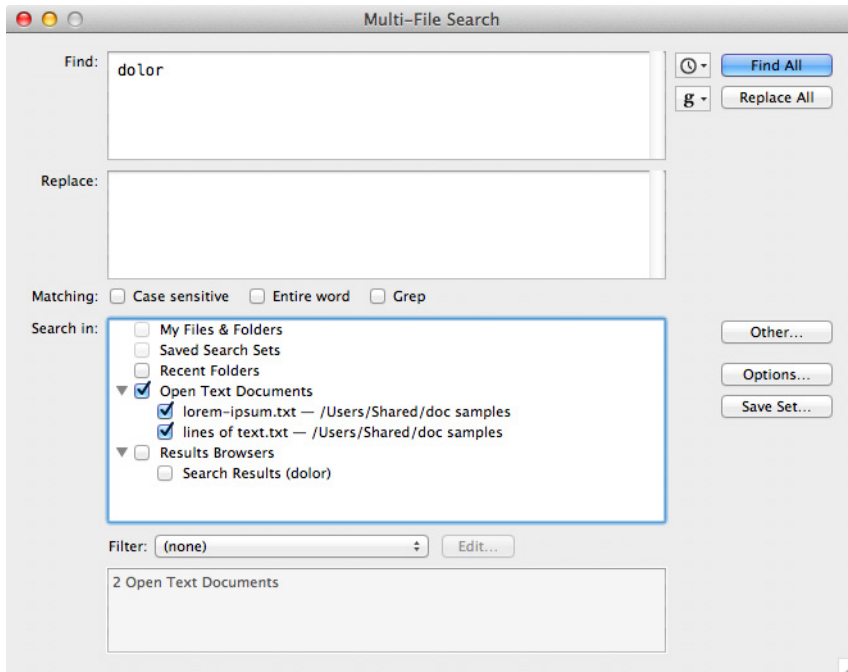 Multi-File Search
Find:
dolor
Find All
g
Replace All
Replace:
Matching: Case sensitive Entire word Grep
Search in:
My Files & Folders
Saved Search Sets
Recent Folders
Open Text Documents
lorem-ipsum.txt — /Users/Shared/doc samples
lines of text.txt — /Users/Shared/doc samples
Results Browsers
Search Results (dolor)
Other...
Options...
Save Set...
Filter: (none) Edit...
2 Open Text Documents